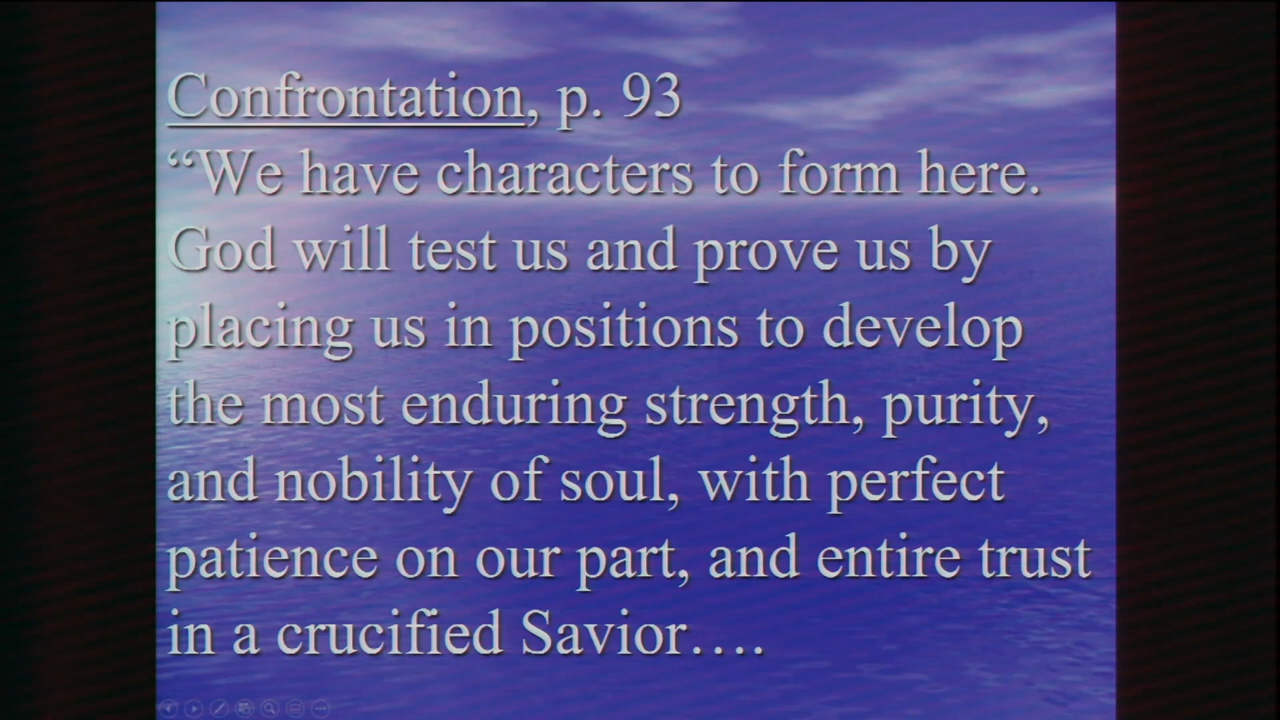 Confrontation, p. 93
“We have characters to form here.
God will test us and prove us by
placing us in positions to develop
the most enduring strength, purity,
and nobility of soul, with perfect
patience on our part, and entire trust
in a crucified Savior….